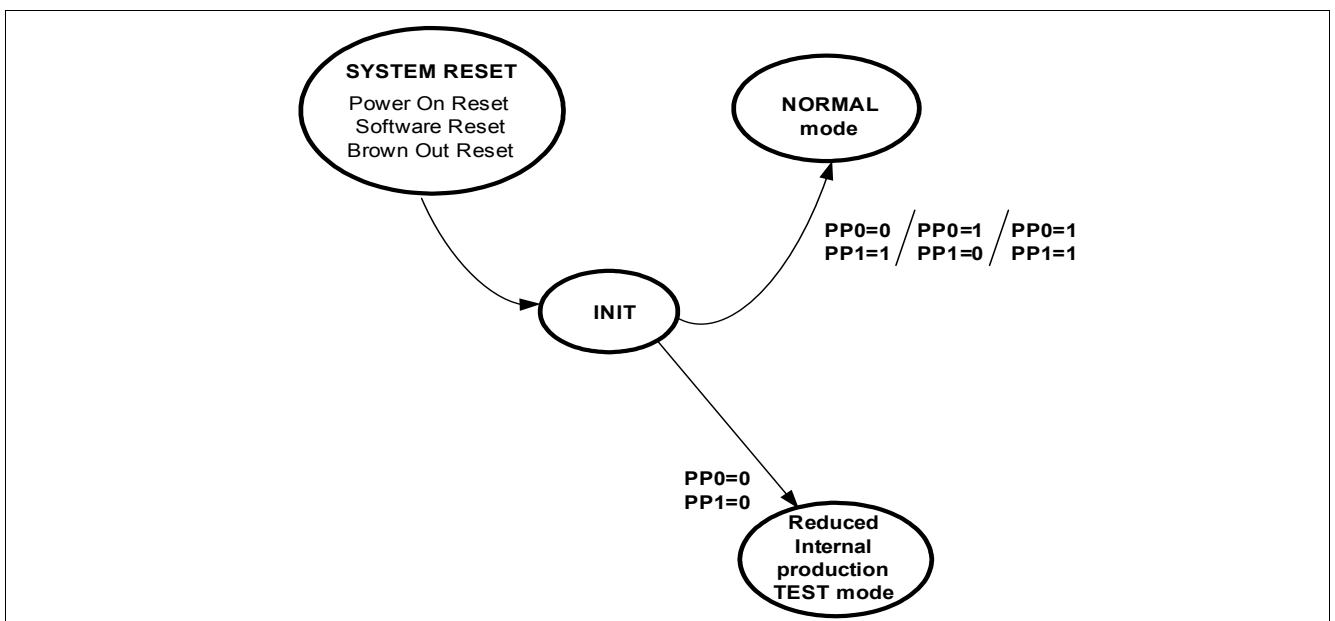 SYSTEM RESET
Power On Reset
Software Reset
Brown Out Reset
NORMAL
mode
PP0=0 / PP0=1 / PP0=1
PP1=1 / PP1=0 / PP1=1
INIT
PP0=0
PP1=0
Reduced
Internal
production
TEST mode